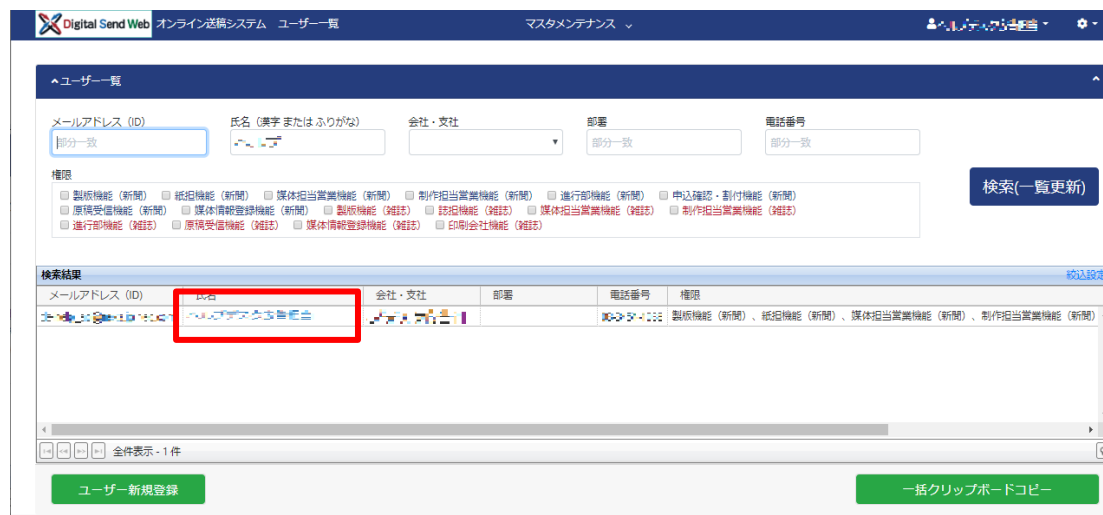 Digital Send Web オンライン送稿システム ユーザー一覧 マスタメンテナンス
ユーザー一覧
メールアドレス（ID） 氏名（漢字 または ふりがな） 会社・支社 部署 電話番号
部分一致 部分一致 部分一致
権限
製版機能（新聞） 紙担機能（新聞） 媒体担当営業機能（新聞） 制作担当営業機能（新聞） 進行部機能（新聞） 申込確認・割付機能（新聞）
原稿受信機能（新聞） 媒体情報登録機能（新聞） 製版機能（雑誌） 誌担機能（雑誌） 媒体担当営業機能（雑誌） 制作担当営業機能（雑誌）
進行部機能（雑誌） 原稿受信機能（雑誌） 媒体情報登録機能（雑誌） 印刷会社機能（雑誌）
検索(一覧更新)
検索結果 絞込設定
メールアドレス（ID） 氏名 会社・支社 部署 電話番号 権限
製版機能（新聞）、紙担機能（新聞）、媒体担当営業機能（新聞）、制作担当営業機能（新聞）
全件表示 - 1 件
ユーザー新規登録 一括クリップボードコピー